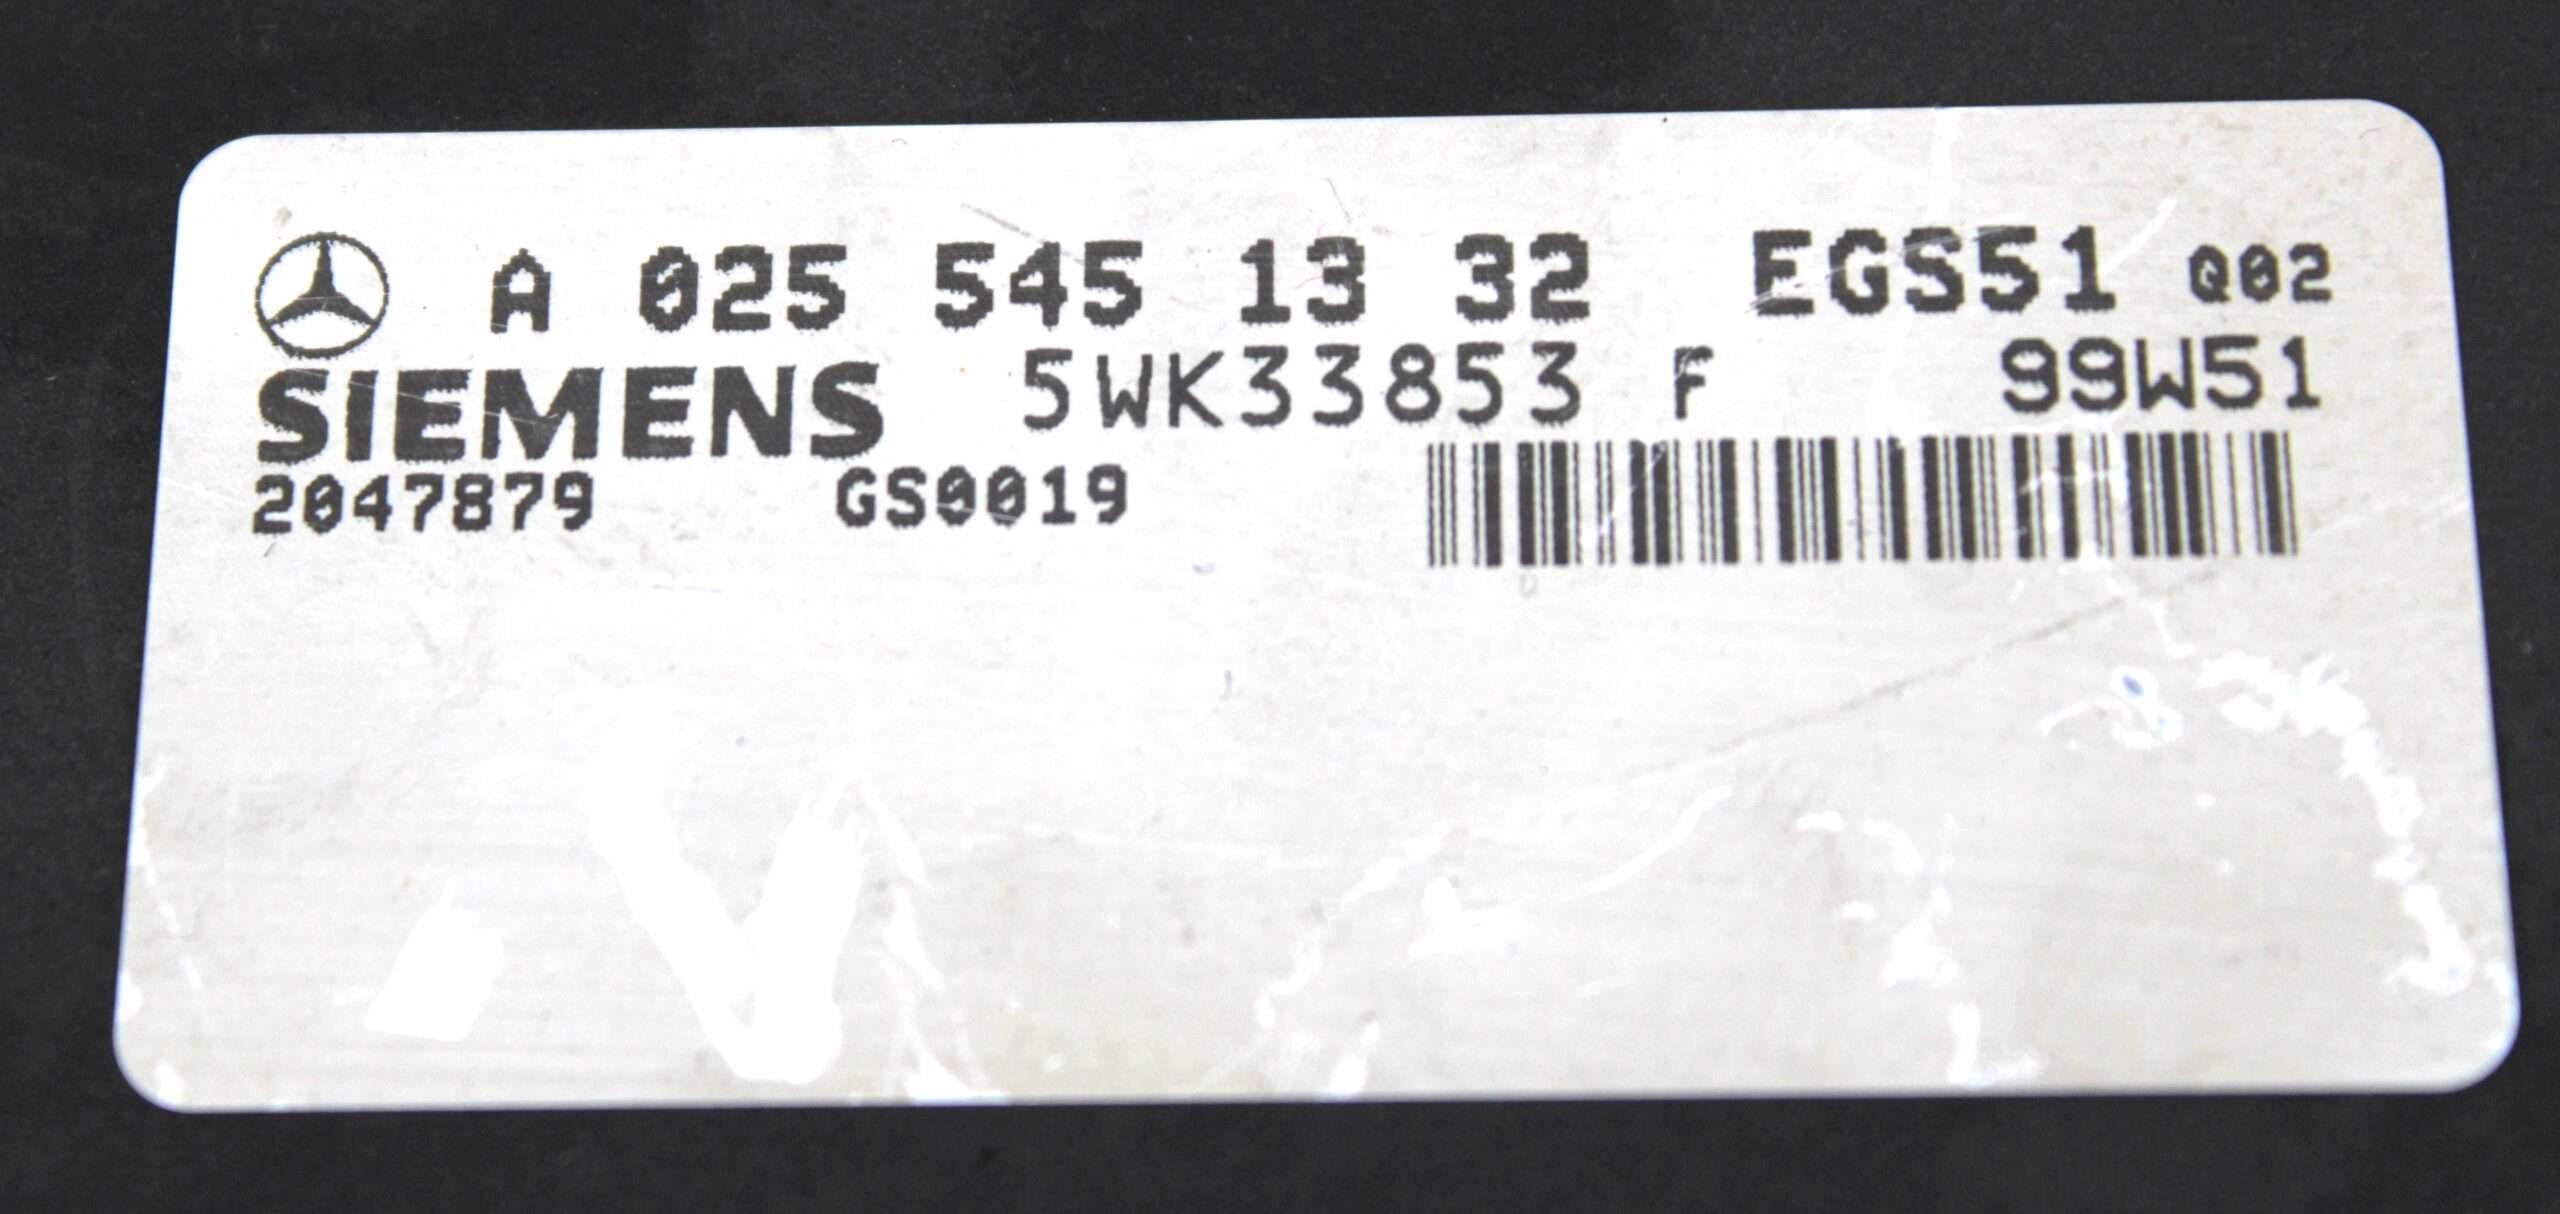 A 025 545 13 32 EGS51 Q02
SIEMENS 5WK33853 F 99W51
2047879 GS0019